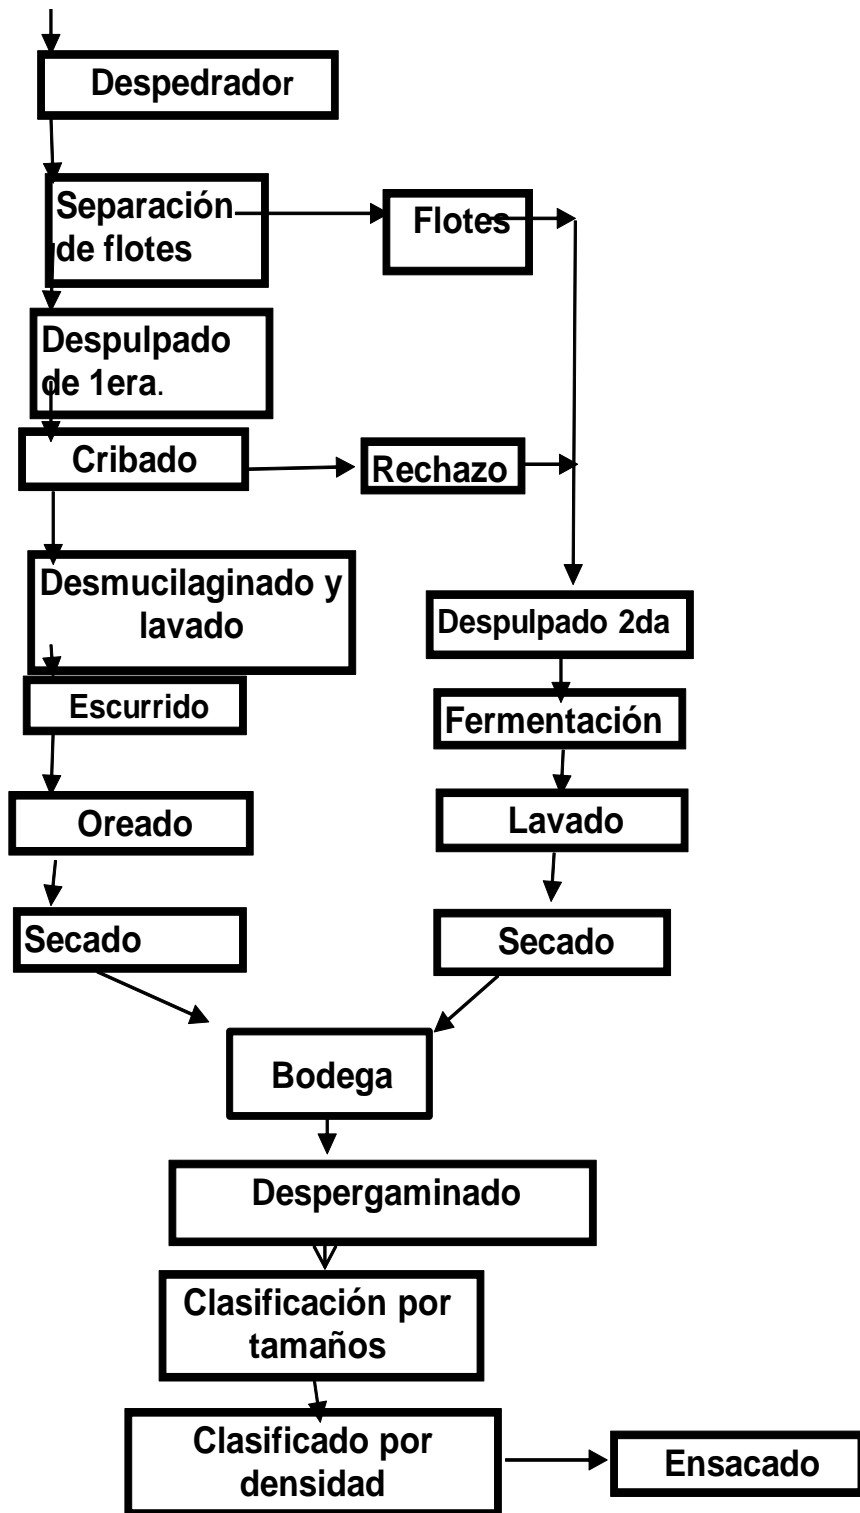 Despedrador
Separación
de flotes
Flotes
Despulpado
de 1era.
Cribado
Rechazo
Desmucilaginado y
lavado
Despulpado 2da
Escurrido
Fermentación
Oreado
Lavado
Secado
Secado
Bodega
Despergaminado
Clasificación por
tamaños
Clasificado por
densidad
Ensacado